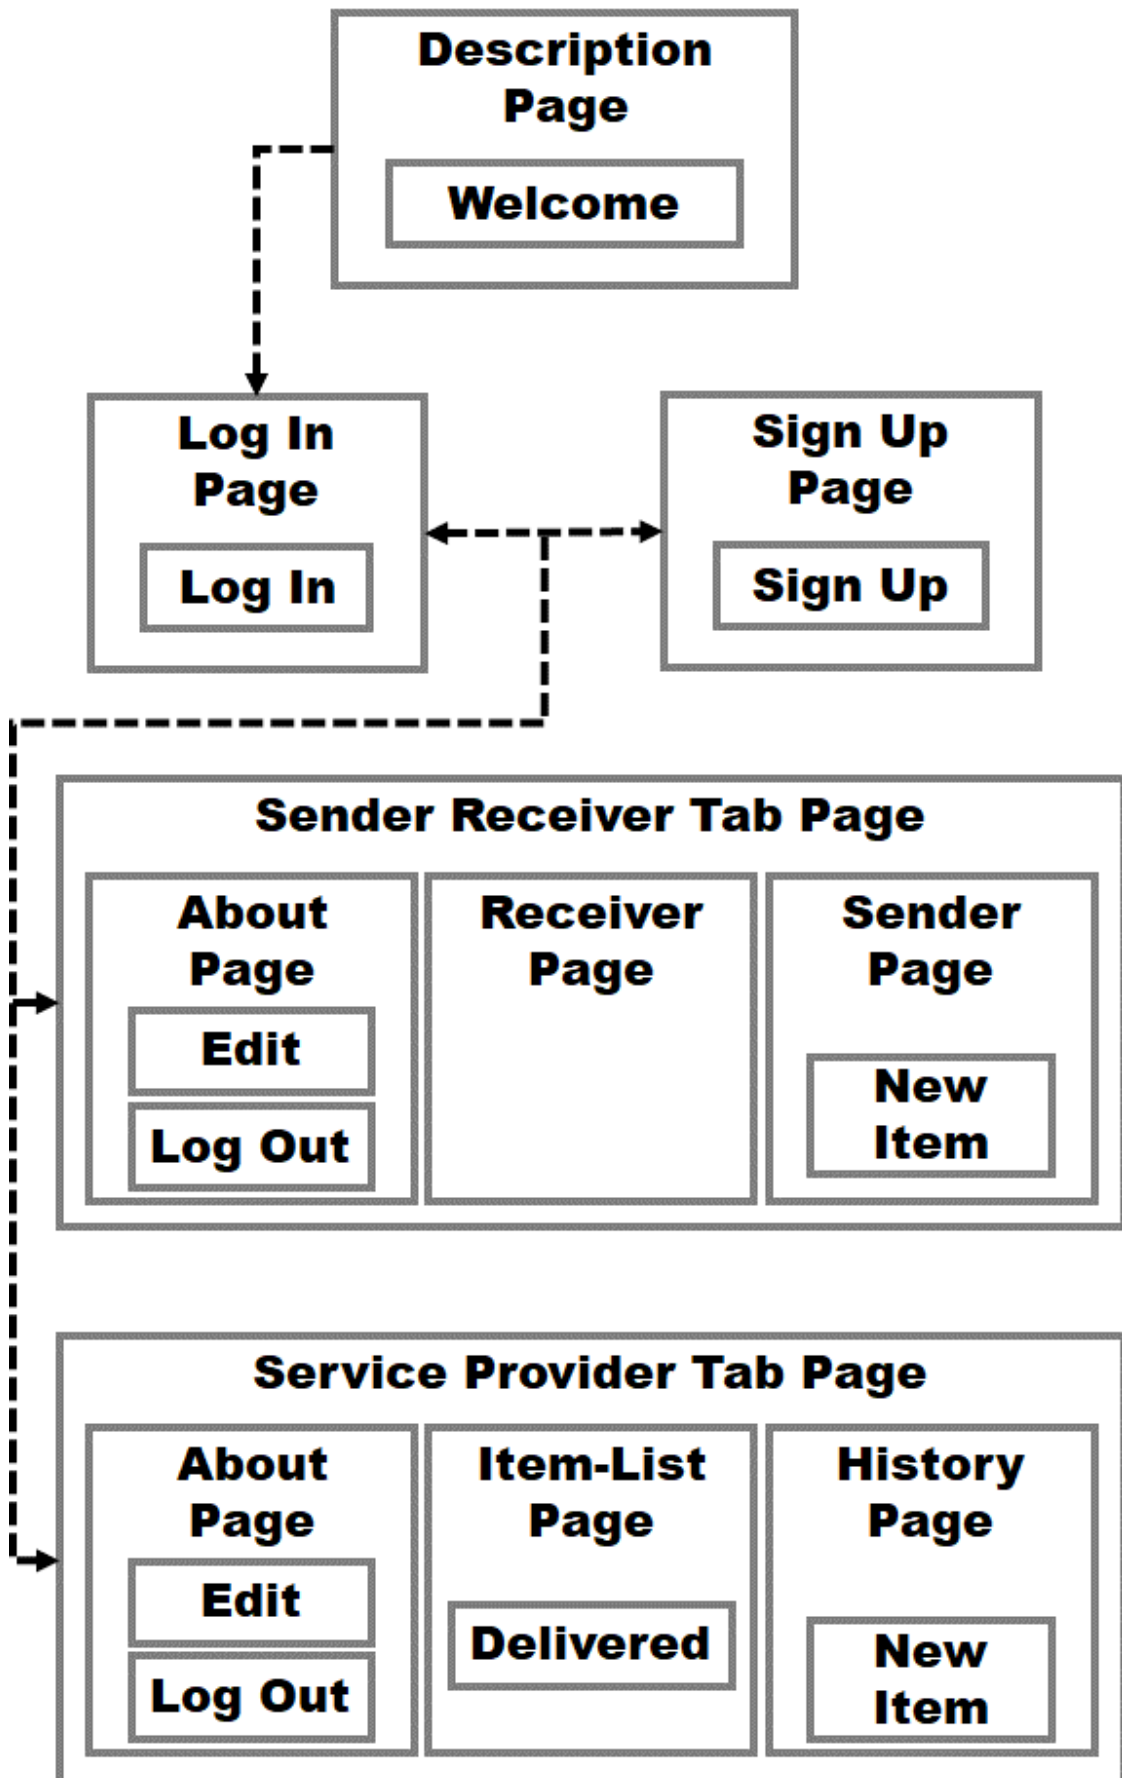 Description
Page
Welcome
Log In
Page
Log In
Sign Up
Page
Sign Up
Sender Receiver Tab Page
About
Page
Edit
Log Out
Receiver
Page
Sender
Page
New
Item
Service Provider Tab Page
About
Page
Edit
Log Out
Item-List
Page
Delivered
History
Page
New
Item